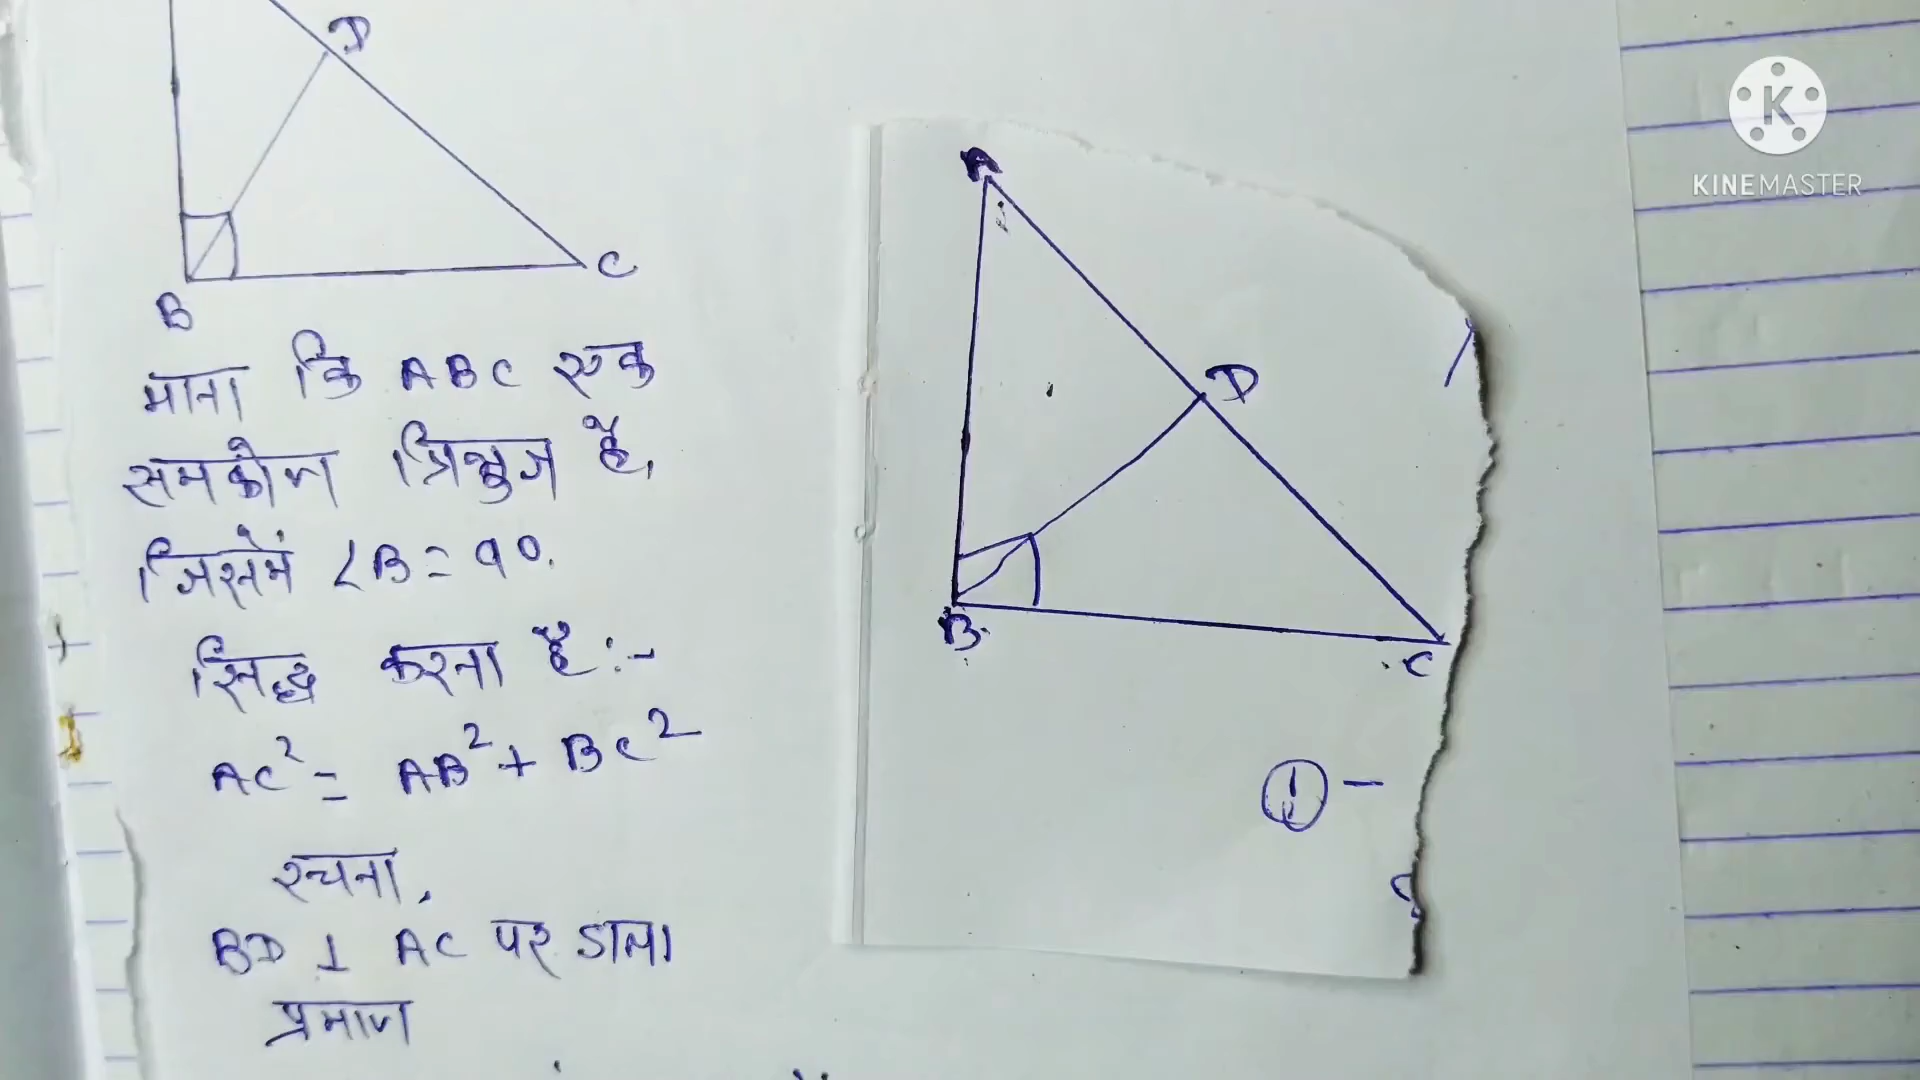 D
C
B
माना कि ABC एक
समकोण त्रिभुज है,
जिसमें ∠B = 90.
सिद्ध करना है :-
AC² = AB² + BC²
रचना,
BD ⊥ AC पर डाला
प्रमाण
A
D
B.
C
KINEMASTER